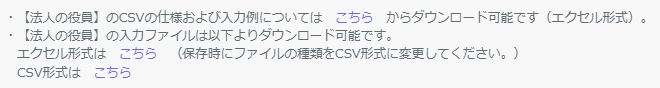 ・【法人の役員】のCSVの仕様および入力例については　こちら　からダウンロード可能です（エクセル形式）。
・【法人の役員】の入力ファイルは以下よりダウンロード可能です。
　エクセル形式は　こちら　（保存時にファイルの種類をCSV形式に変更してください。）
　CSV形式は　こちら